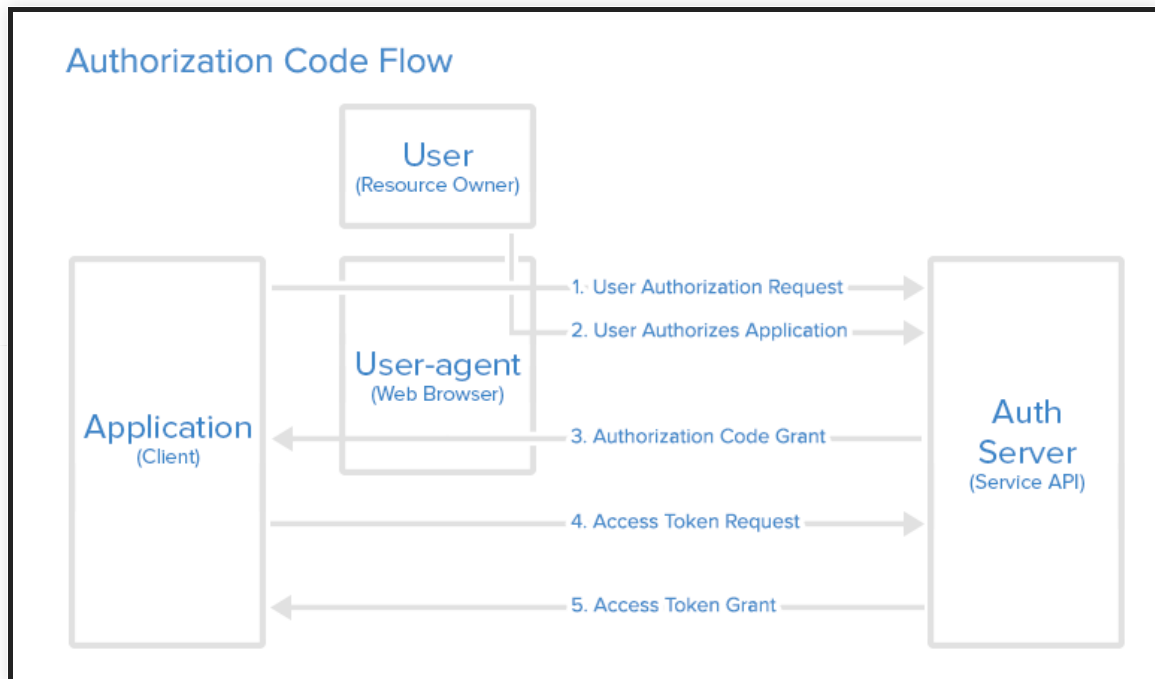 Authorization Code Flow
User
(Resource Owner)
1. User Authorization Request
2. User Authorizes Application
User-agent
(Web Browser)
Application
(Client)
3. Authorization Code Grant
Auth
Server
(Service API)
4. Access Token Request
5. Access Token Grant